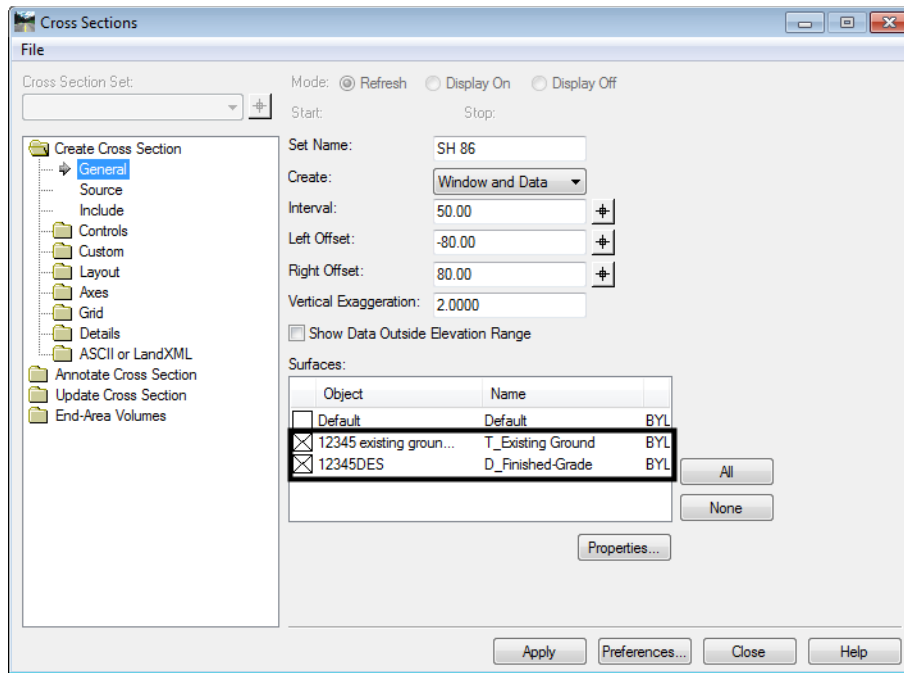 Cross Sections
File
Cross Section Set:
Mode: Refresh Display On Display Off
Start: Stop:
Create Cross Section
General
Source
Include
Controls
Custom
Layout
Axes
Grid
Details
ASCII or LandXML
Annotate Cross Section
Update Cross Section
End-Area Volumes
Set Name: SH 86
Create: Window and Data
Interval: 50.00
Left Offset: -80.00
Right Offset: 80.00
Vertical Exaggeration: 2.0000
Show Data Outside Elevation Range
Surfaces:
Object Name
Default Default BYL
12345 existing groun... T_Existing Ground BYL
12345DES D_Finished-Grade BYL
All
None
Properties...
Apply Preferences... Close Help